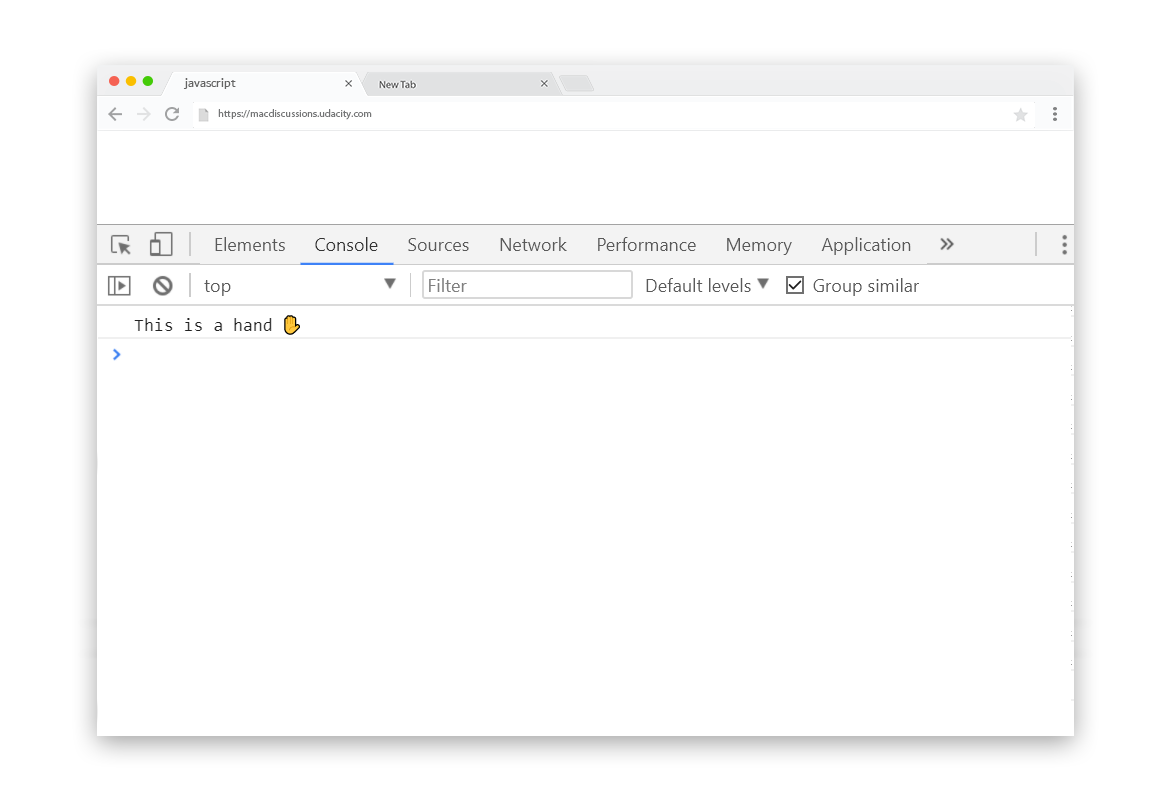 javascript
New Tab
https://macdiscussions.udacity.com
Elements Console Sources Network Performance Memory Application
top Filter Default levels Group similar
This is a hand ✋